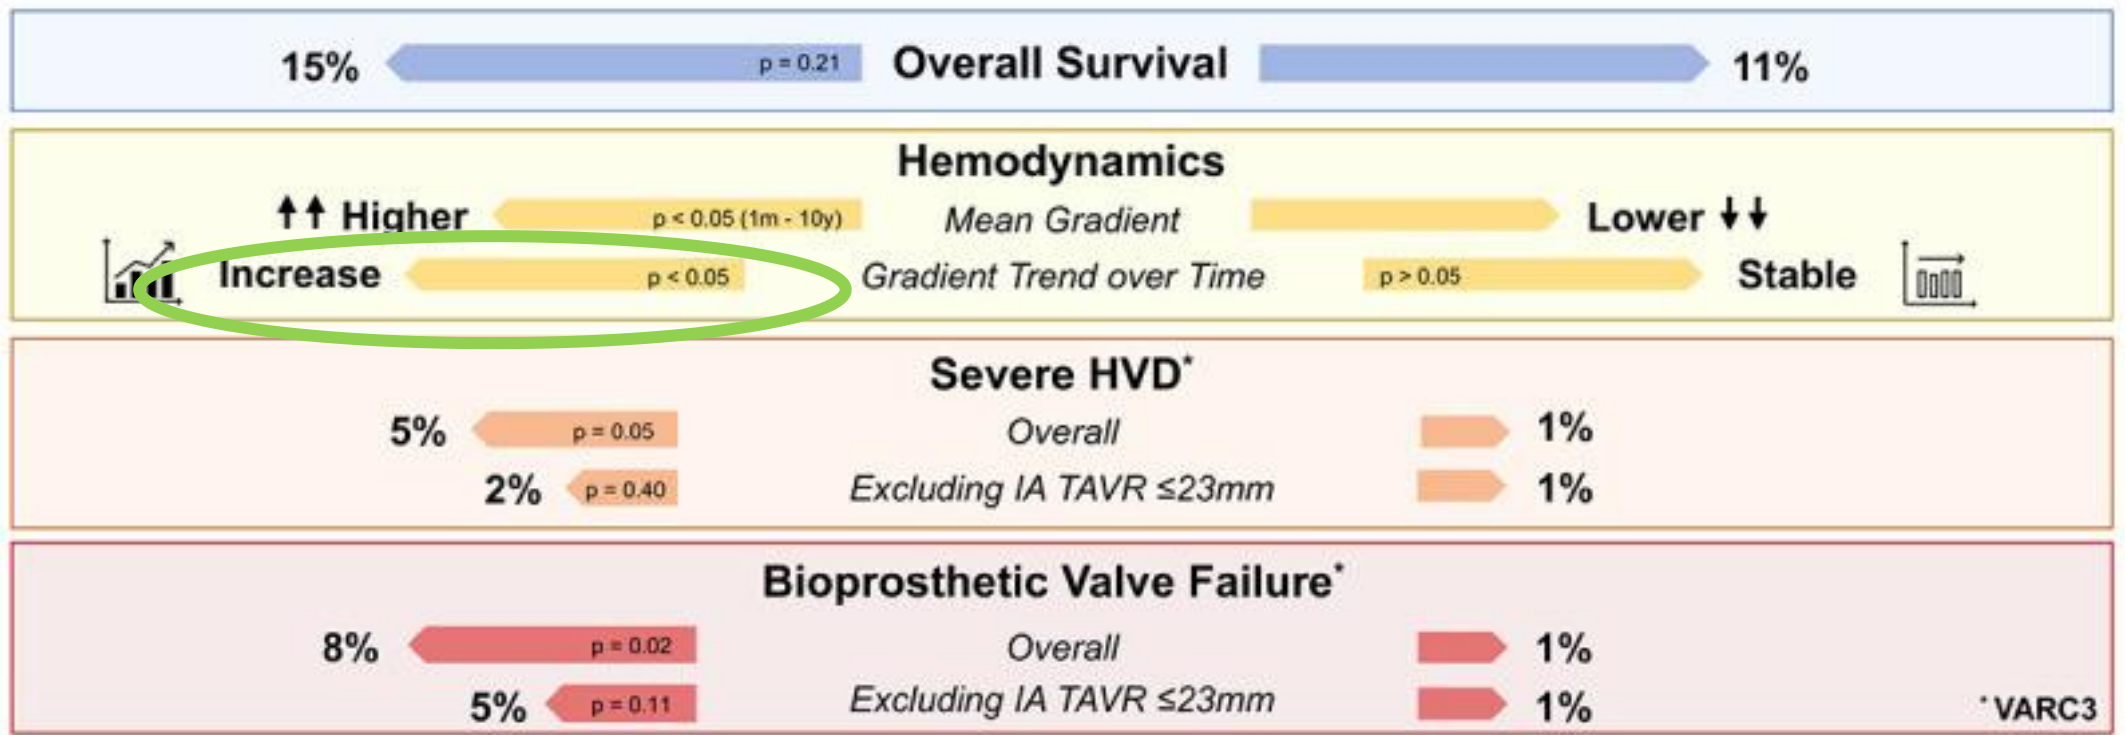 15% p = 0.21 Overall Survival 11%
Hemodynamics
Higher p < 0.05 (1m - 10y) Mean Gradient Lower
Increase p < 0.05 Gradient Trend over Time p > 0.05 Stable
Severe HVD*
5% p = 0.05 Overall 1%
2% p = 0.40 Excluding IA TAVR ≤23mm 1%
Bioprosthetic Valve Failure*
8% p = 0.02 Overall 1%
5% p = 0.11 Excluding IA TAVR ≤23mm 1%
* VARC3